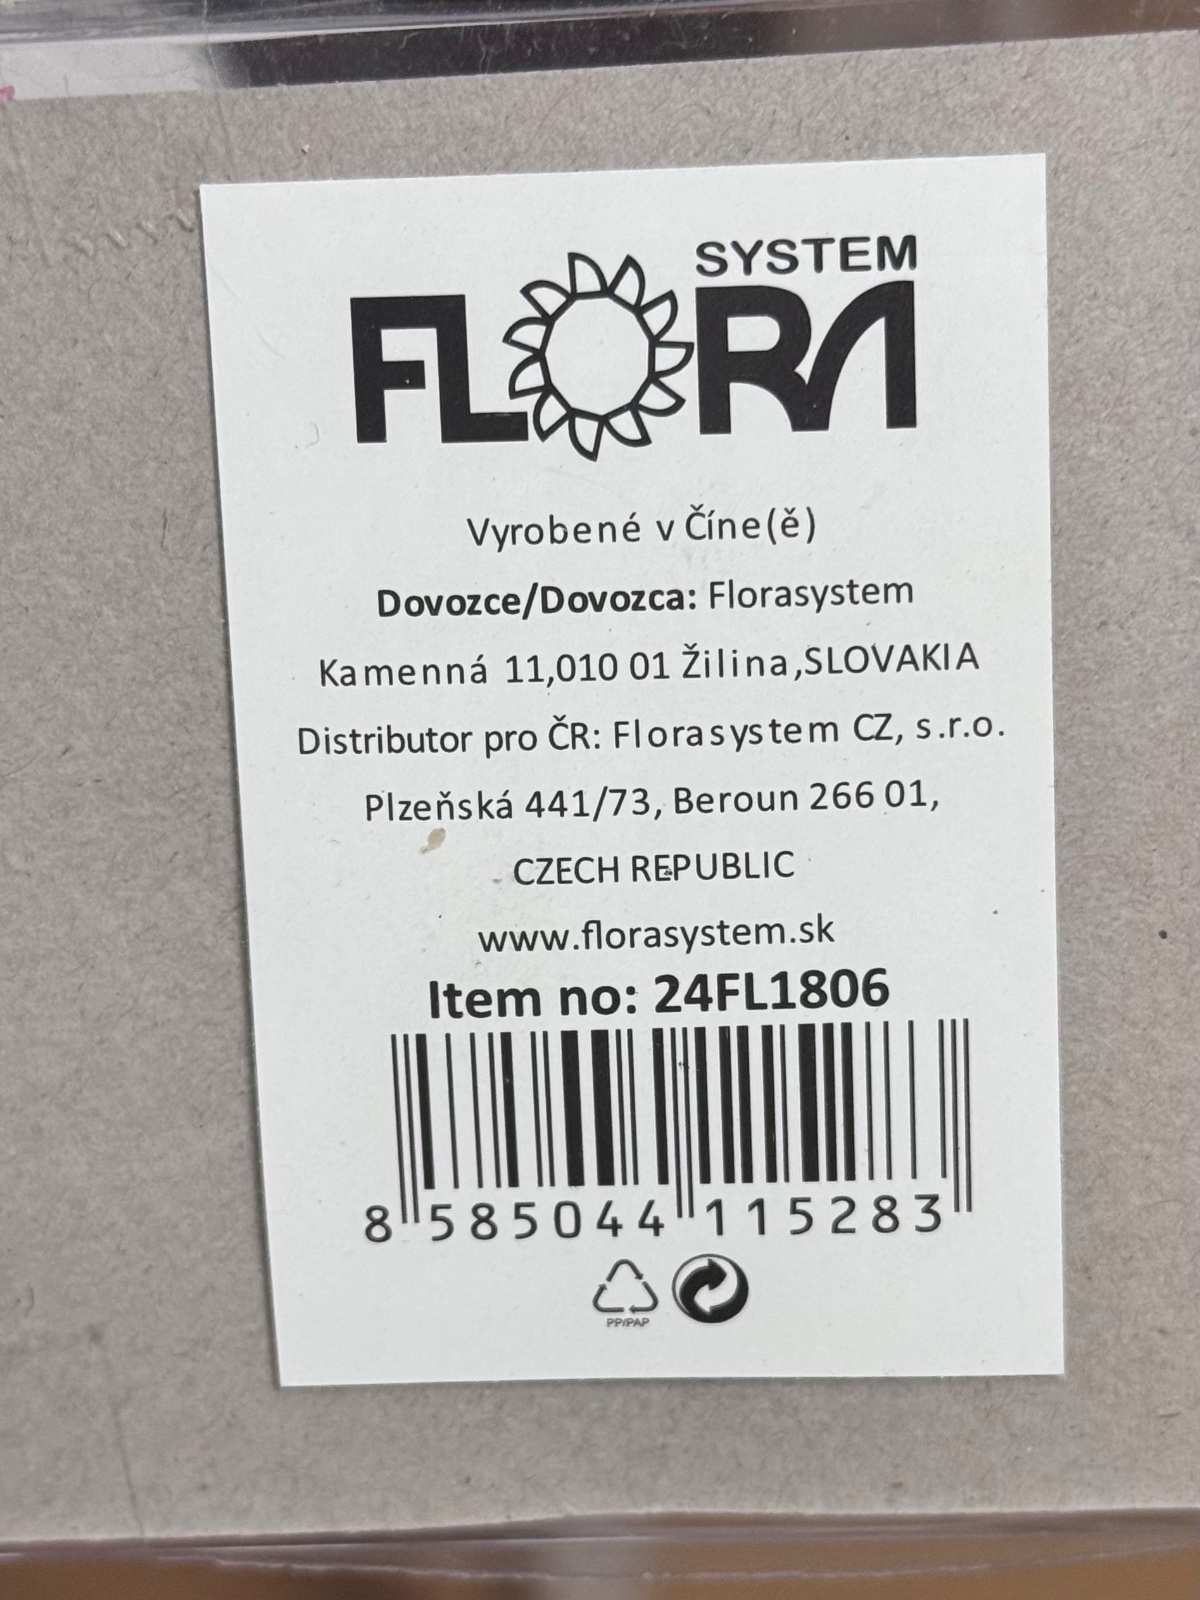 SYSTEM
FLORA
Vyrobené v Číne(ě)
Dovozce/Dovozca: Florasystem
Kamenná 11,010 01 Žilina,SLOVAKIA
Distributor pro ČR: Florasystem CZ, s.r.o.
Plzeňská 441/73, Beroun 266 01,
CZECH REPUBLIC
www.florasystem.sk
Item no: 24FL1806
8 585044 115283
PP/PAP